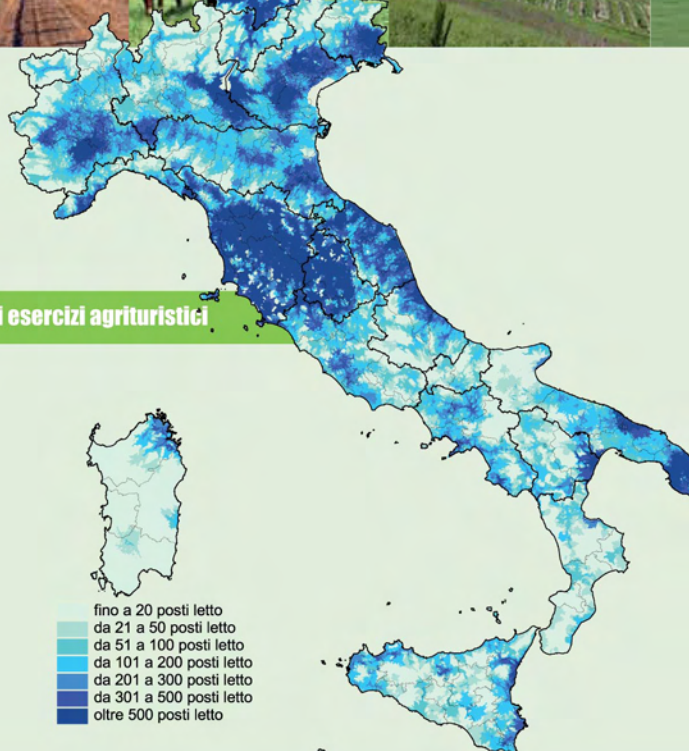 i esercizi agrituristici
fino a 20 posti letto
da 21 a 50 posti letto
da 51 a 100 posti letto
da 101 a 200 posti letto
da 201 a 300 posti letto
da 301 a 500 posti letto
oltre 500 posti letto